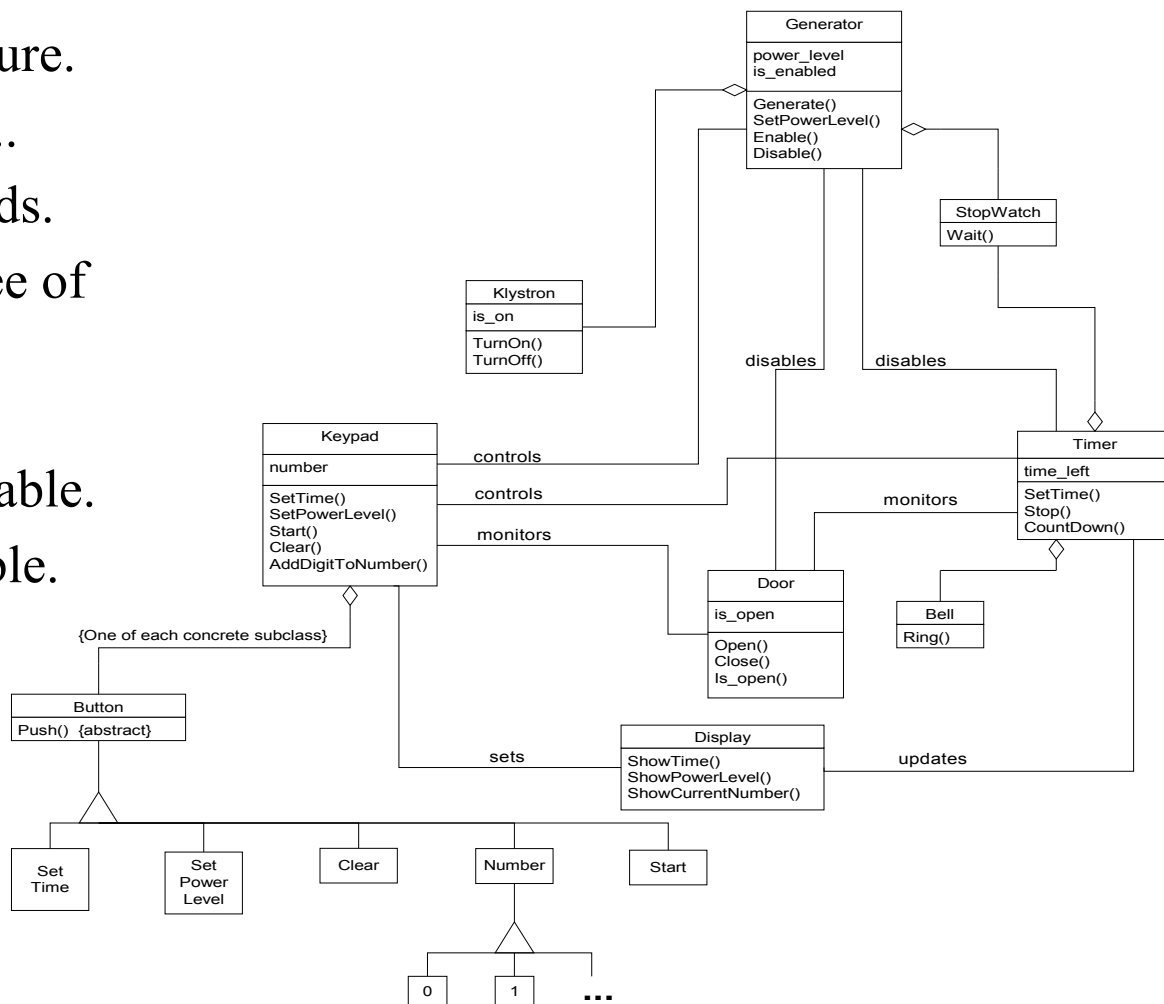 ure.
..
ds.
ee of
able.
ole.
Generator
power_level
is_enabled
Generate()
SetPowerLevel()
Enable()
Disable()
StopWatch
Wait()
Klystron
is_on
TurnOn()
TurnOff()
disables
disables
Keypad
number
SetTime()
SetPowerLevel()
Start()
Clear()
AddDigitToNumber()
controls
controls
monitors
Timer
time_left
SetTime()
Stop()
CountDown()
monitors
Door
is_open
Open()
Close()
Is_open()
Bell
Ring()
{One of each concrete subclass}
Button
Push() {abstract}
Display
ShowTime()
ShowPowerLevel()
ShowCurrentNumber()
sets
updates
Set
Time
Set
Power
Level
Clear
Number
Start
0
1
...